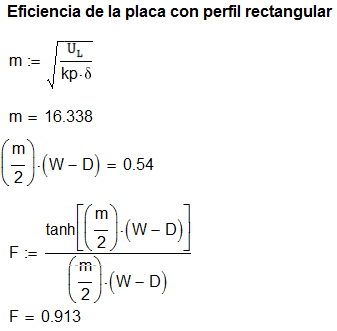 Eficiencia de la placa con perfil rectangular
m := √(U_L / (kp·δ))
m = 16.338
(m/2)·(W − D) = 0.54
F := tanh[(m/2)·(W − D)] / ((m/2)·(W − D))
F = 0.913